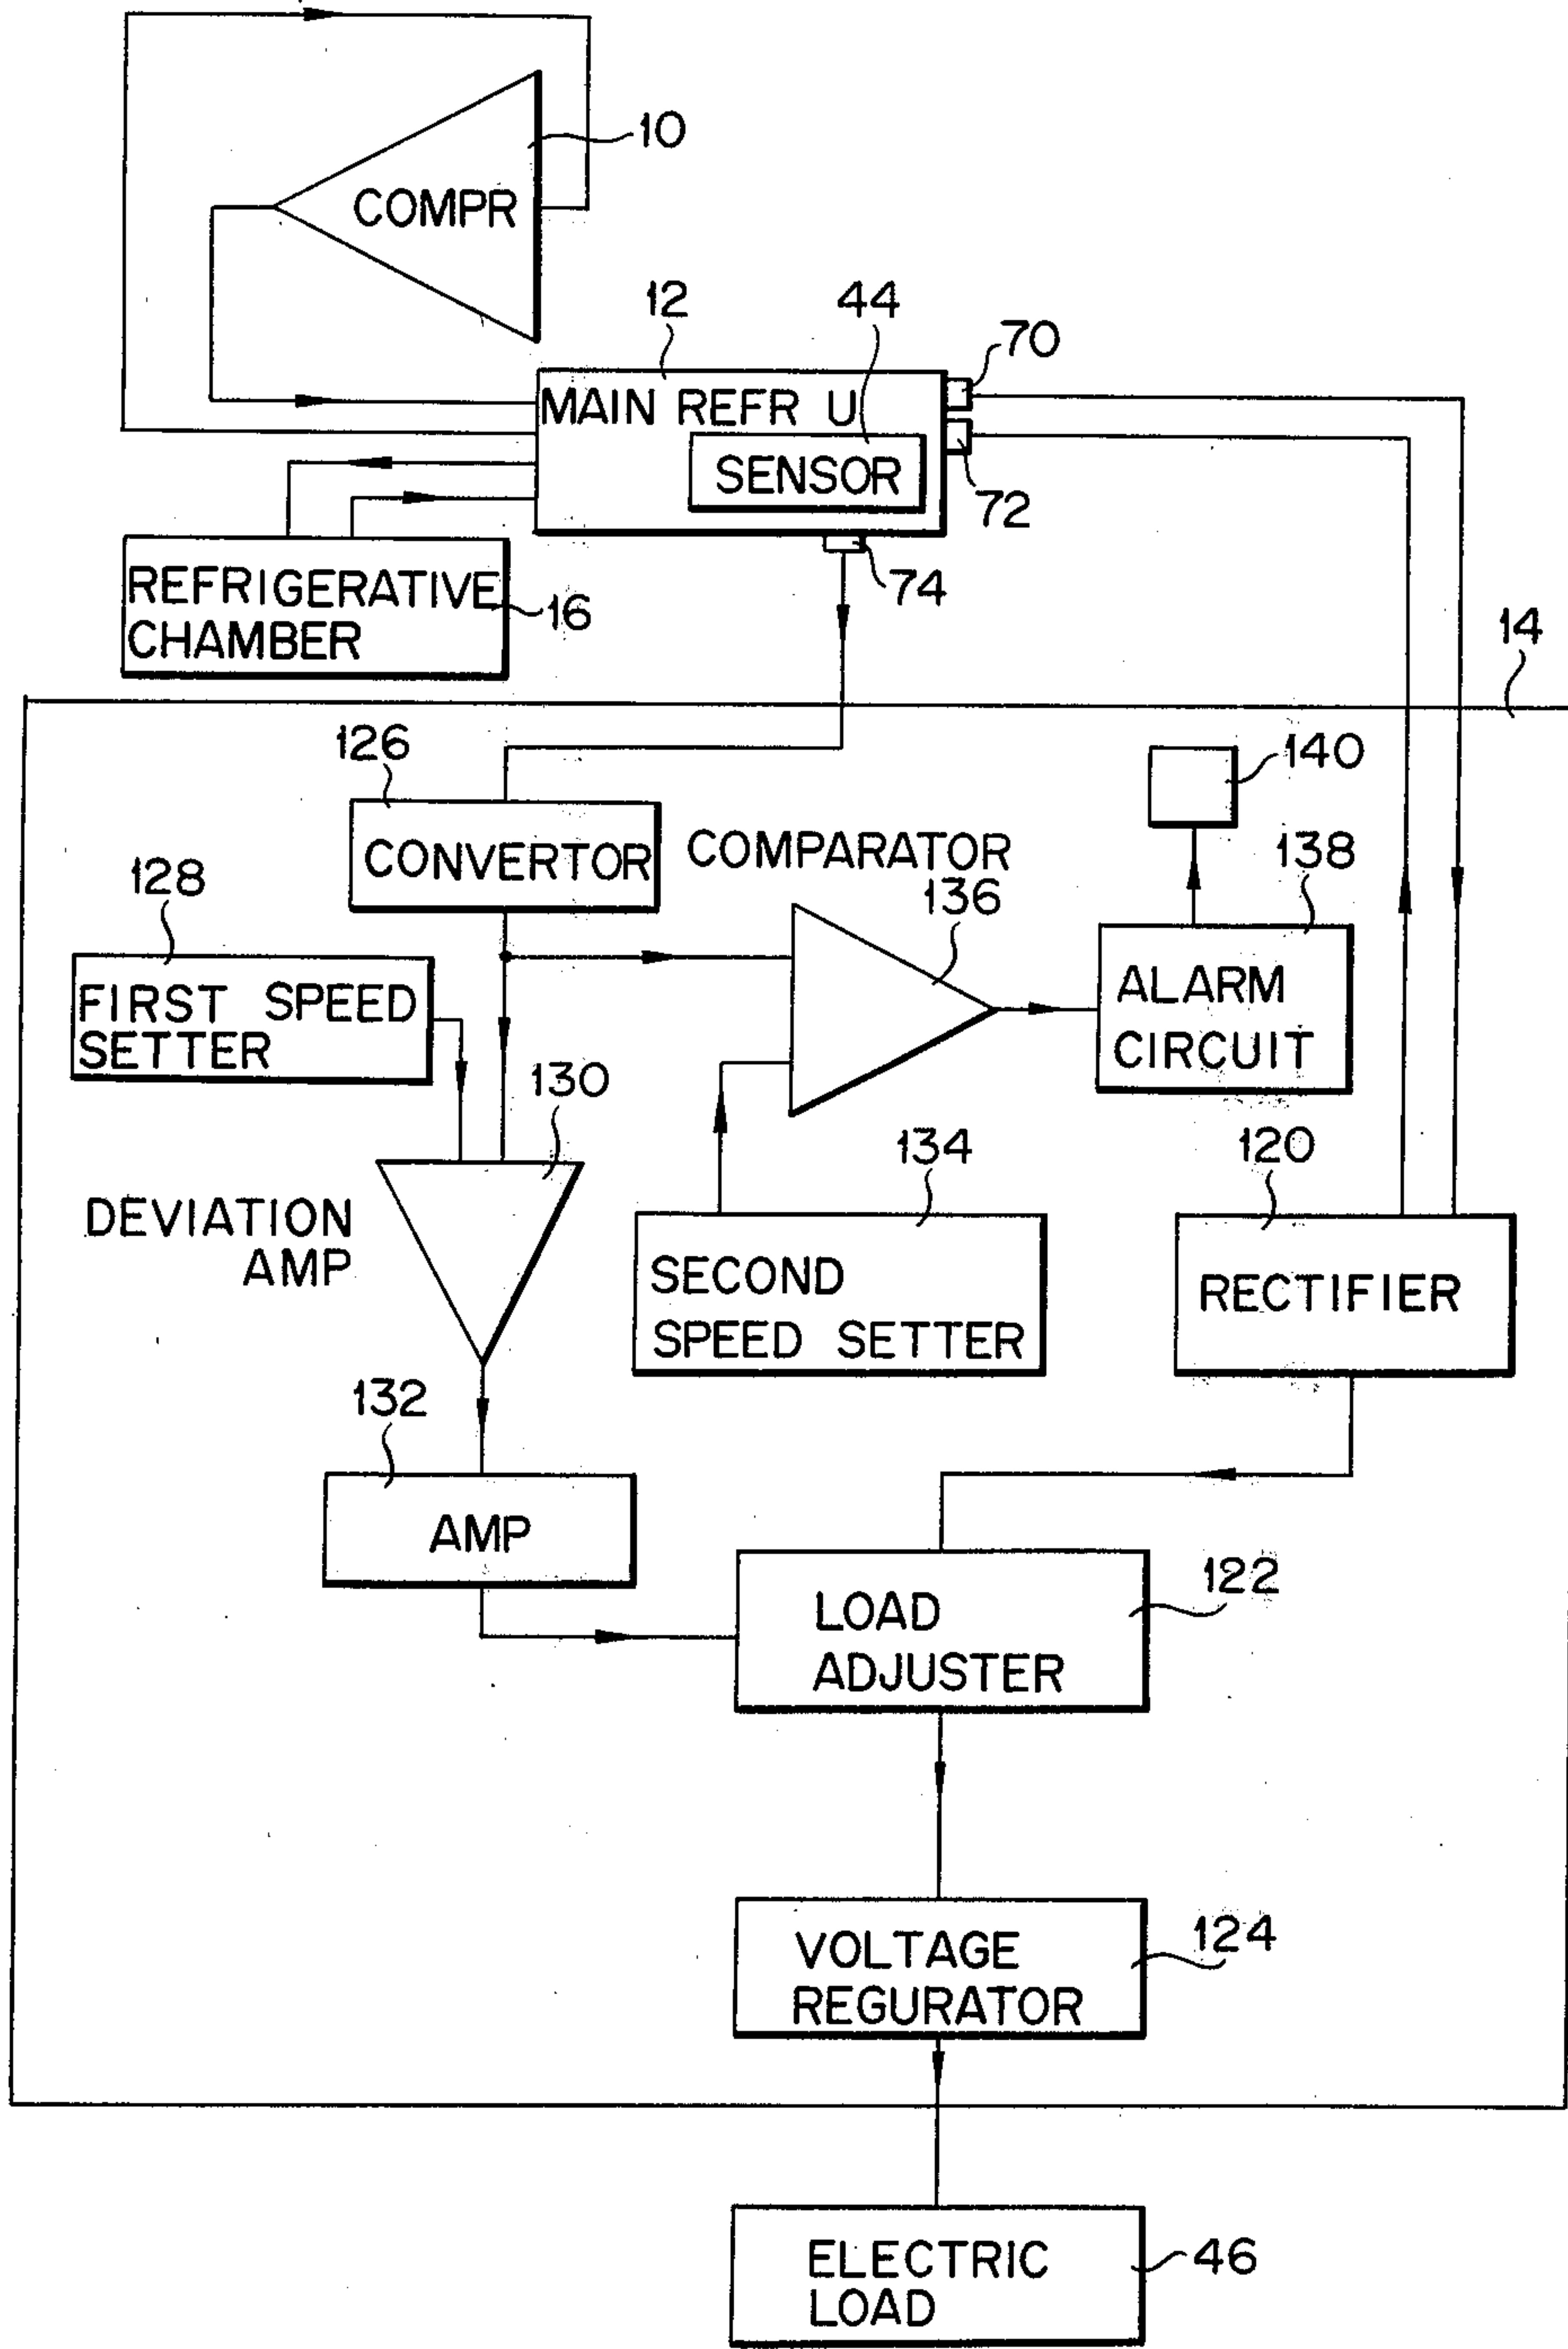 10
COMPR
12
44
70
MAIN REFR U
SENSOR
72
74
REFRIGERATIVE
CHAMBER
16
14
126
140
CONVERTOR
COMPARATOR
136
138
128
FIRST SPEED
SETTER
ALARM
CIRCUIT
130
134
120
DEVIATION
AMP
SECOND
SPEED SETTER
RECTIFIER
132
AMP
122
LOAD
ADJUSTER
124
VOLTAGE
REGURATOR
ELECTRIC
LOAD
46